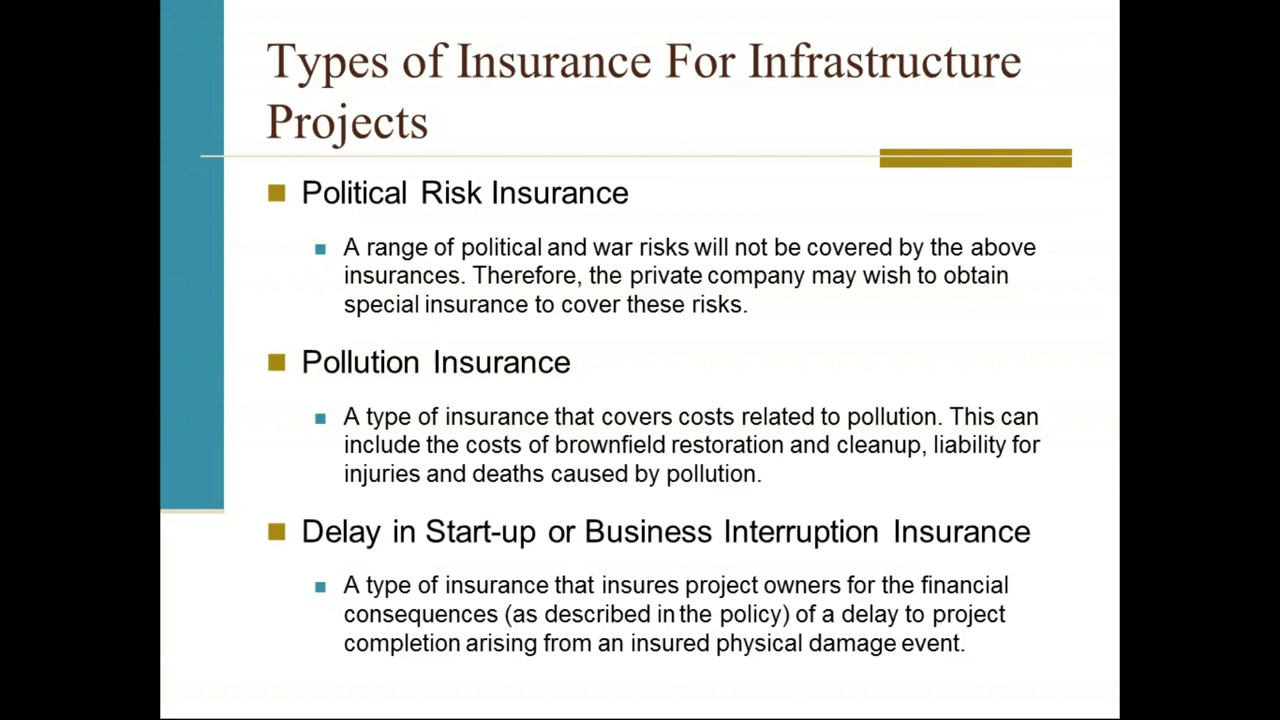 Types of Insurance For Infrastructure
Projects
Political Risk Insurance
A range of political and war risks will not be covered by the above
insurances. Therefore, the private company may wish to obtain
special insurance to cover these risks.
Pollution Insurance
A type of insurance that covers costs related to pollution. This can
include the costs of brownfield restoration and cleanup, liability for
injuries and deaths caused by pollution.
Delay in Start-up or Business Interruption Insurance
A type of insurance that insures project owners for the financial
consequences (as described in the policy) of a delay to project
completion arising from an insured physical damage event.